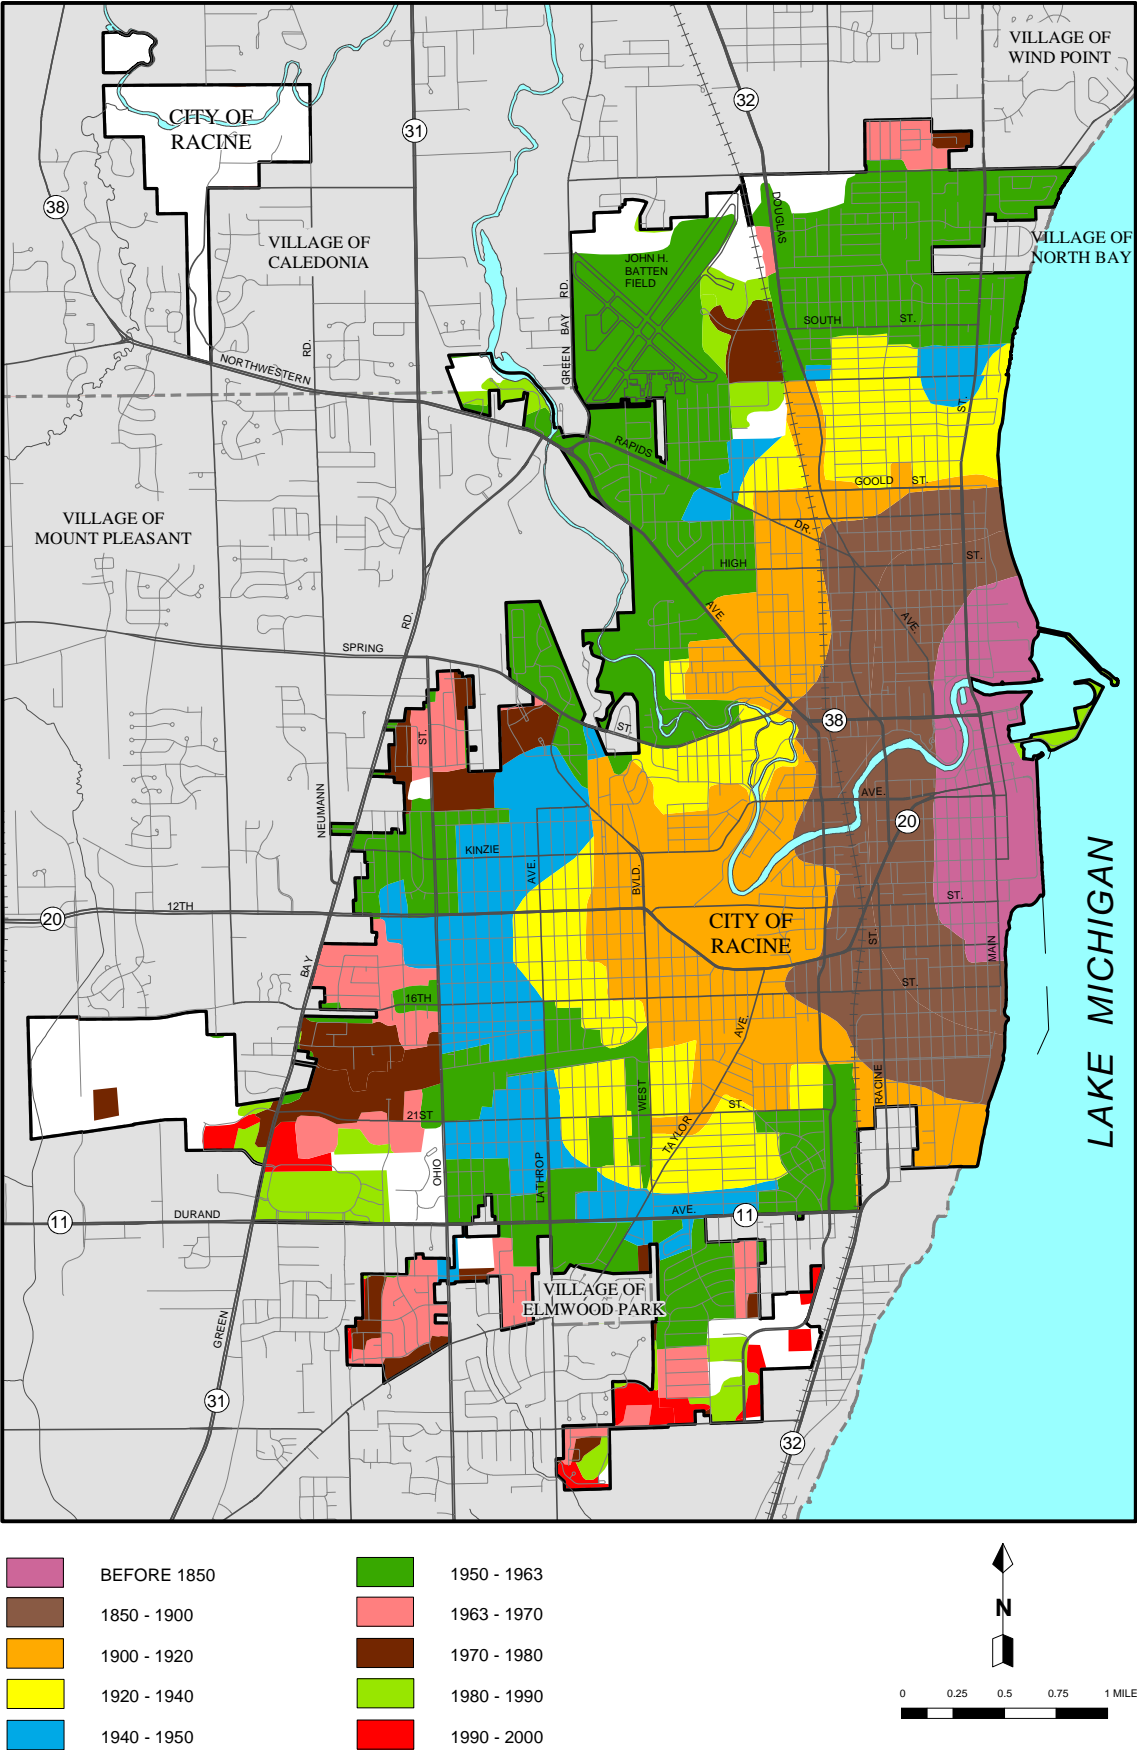 VILLAGE OF
WIND POINT
32
CITY OF
RACINE
31
38
DOUGLAS
VILLAGE OF
CALEDONIA
VILLAGE OF
NORTH BAY
JOHN H.
BATTEN
FIELD
GREEN BAY RD.
SOUTH ST.
RD.
NORTHWESTERN
ST.
RAPIDS
GOOLD ST.
VILLAGE OF
MOUNT PLEASANT
DR.
ST.
HIGH
AVE.
AVE.
RD.
SPRING
ST.
ST.
38
NEUMANN
AVE.
20
KINZIE
AVE.
BVLD.
12TH
20
ST.
CITY OF
RACINE
ST.
MAIN
BAY
ST.
16TH
AVE.
LAKE MICHIGAN
WEST
RACINE
21ST
ST.
TAYLOR
OHIO
LATHROP
DURAND
11
AVE.
11
VILLAGE OF
ELMWOOD PARK
GREEN
31
32
BEFORE 1850
1850 - 1900
1900 - 1920
1920 - 1940
1940 - 1950
1950 - 1963
1963 - 1970
1970 - 1980
1980 - 1990
1990 - 2000
N
0 0.25 0.5 0.75 1 MILE